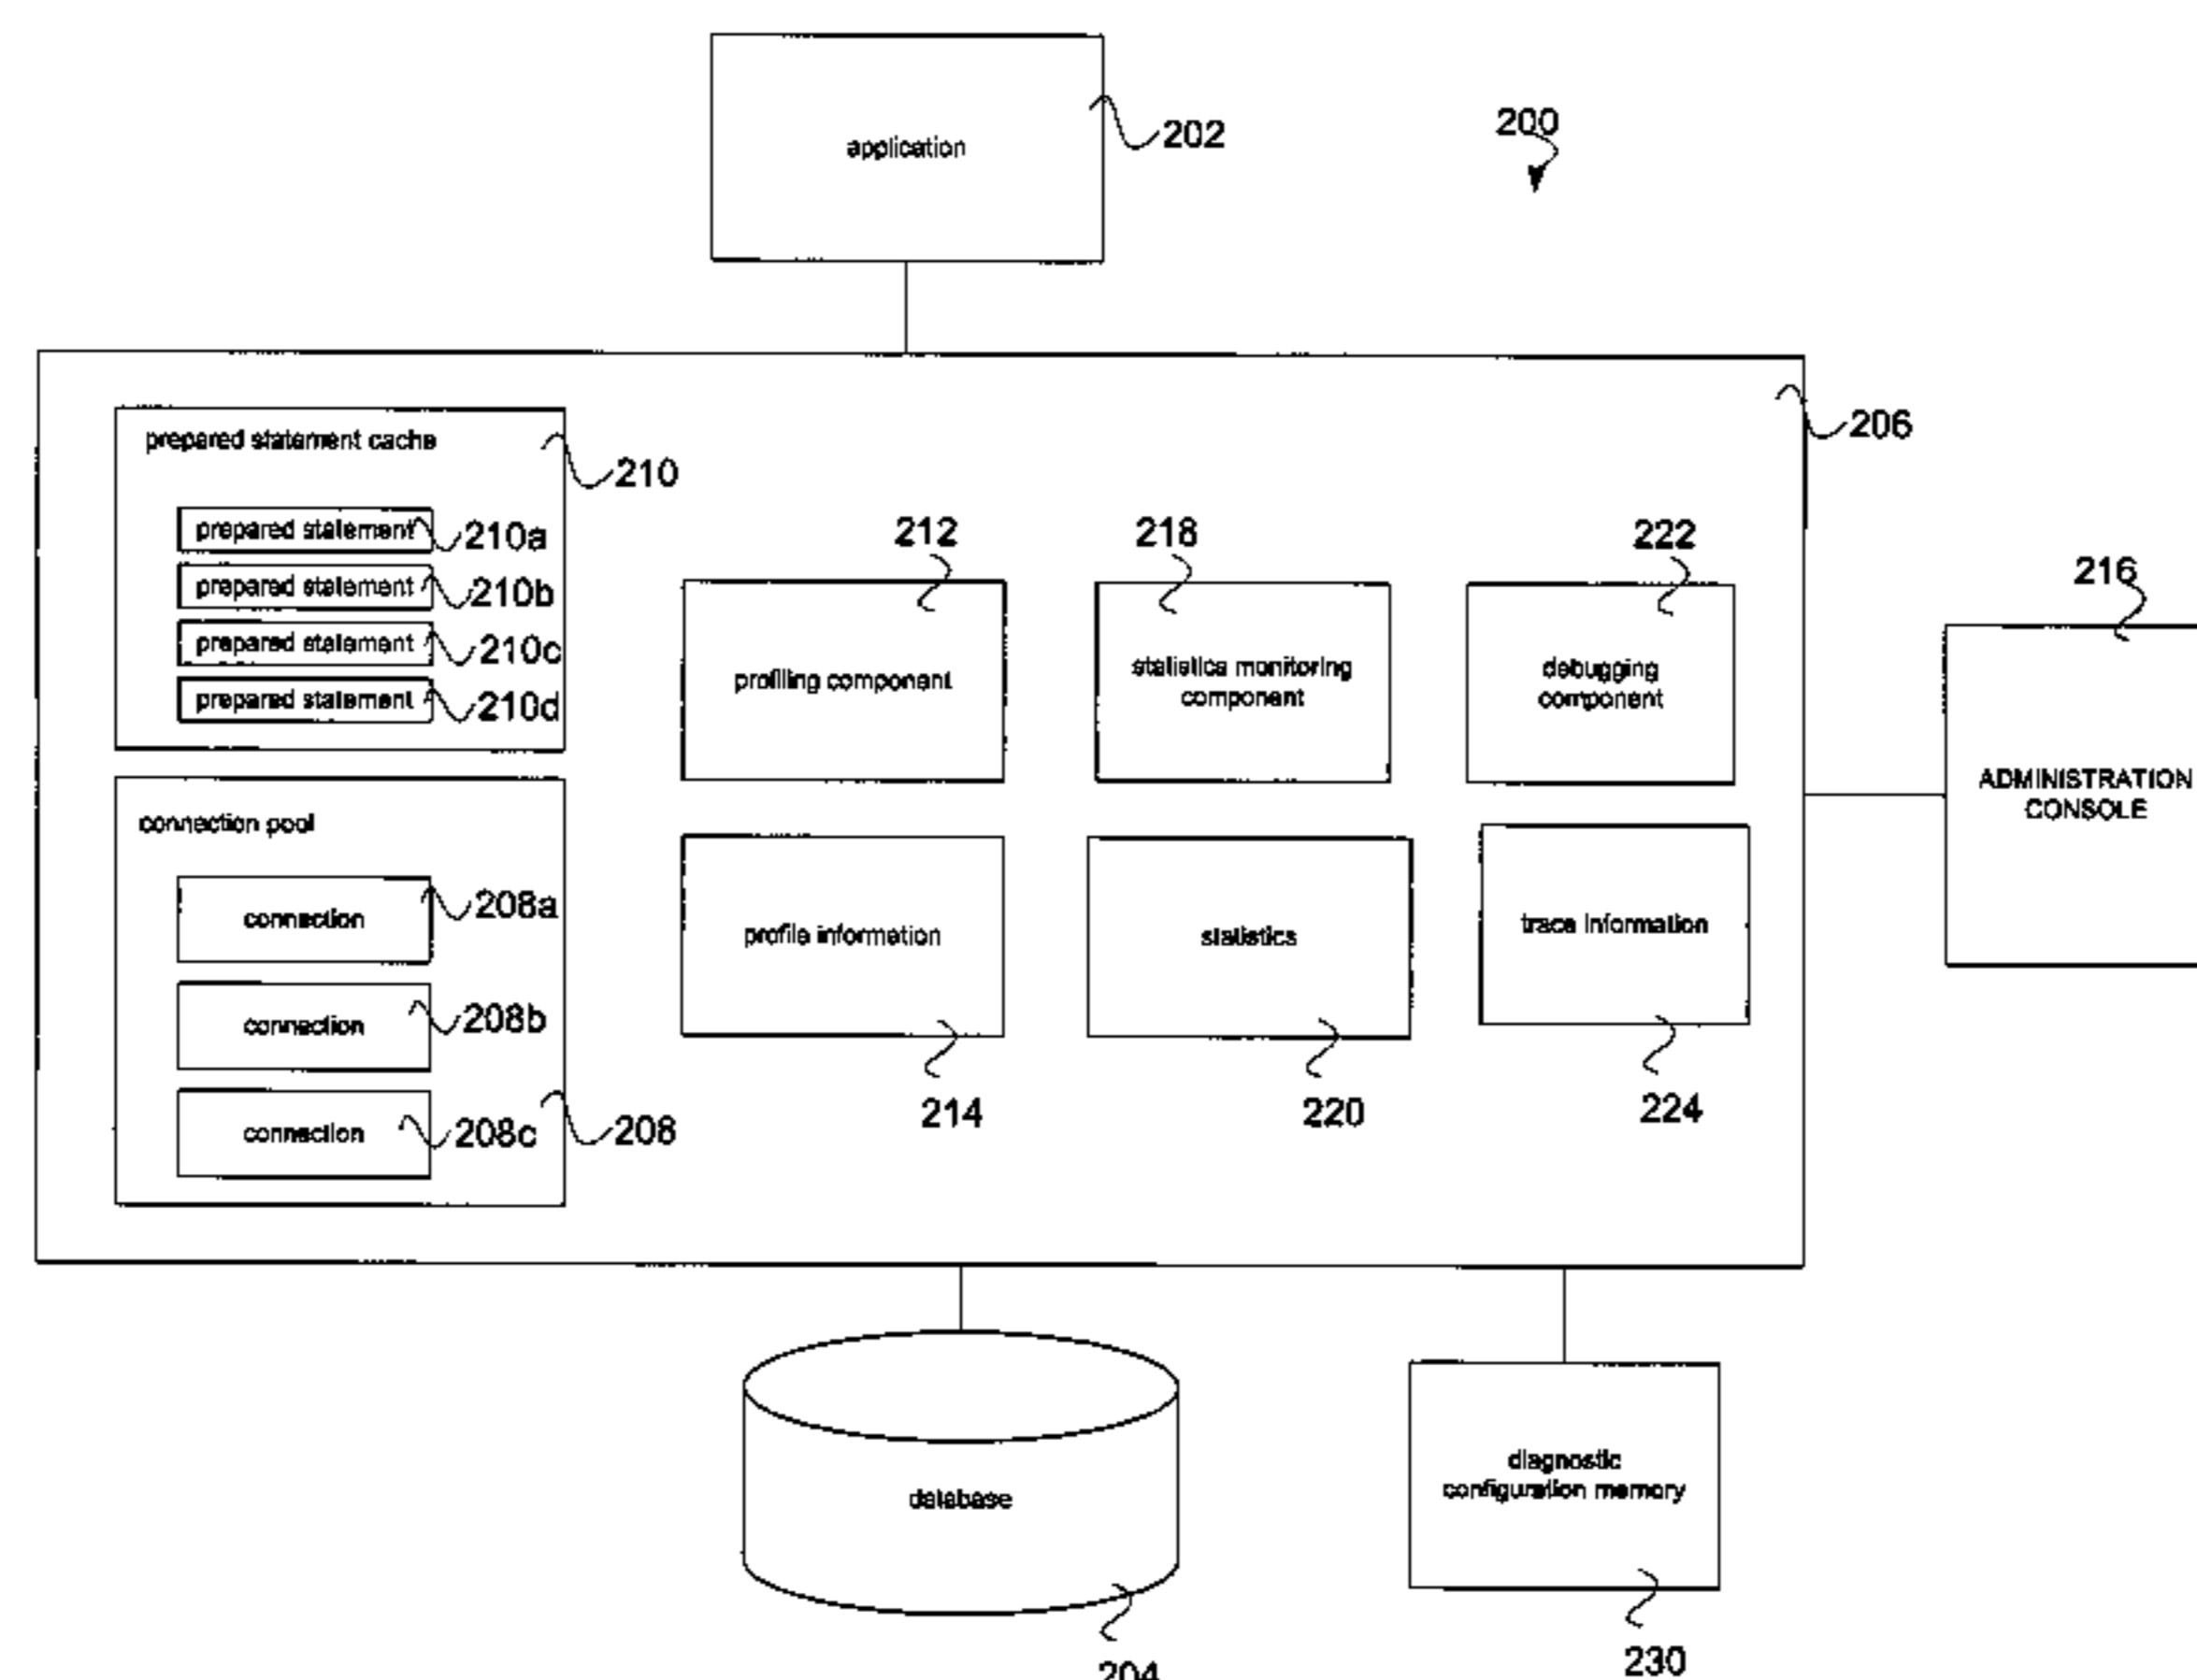 application
202
200
206
prepared statement cache
210
prepared statement
210a
prepared statement
210b
prepared statement
210c
prepared statement
210d
212
218
222
216
profiling component
statistics monitoring
component
debugging
component
ADMINISTRATION
CONSOLE
connection pool
connection
208a
connection
208b
connection
208c
208
profile information
statistics
trace information
214
220
224
database
204
diagnostic
configuration memory
230